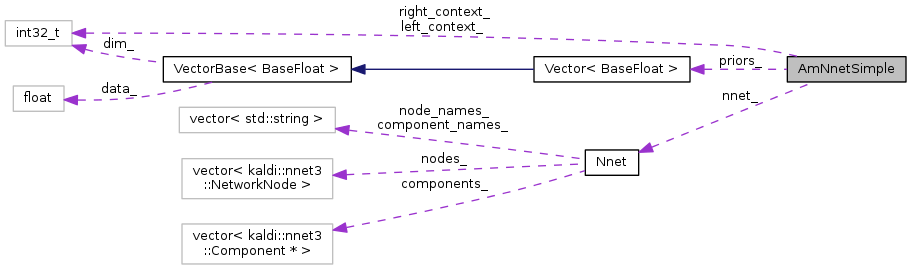 right_context_
left_context_
int32_t
dim_
VectorBase< BaseFloat >
Vector< BaseFloat >
priors_
AmNnetSimple
float
data_
nnet_
vector< std::string >
node_names_
component_names_
nodes_
Nnet
vector< kaldi::nnet3
::NetworkNode >
components_
vector< kaldi::nnet3
::Component * >